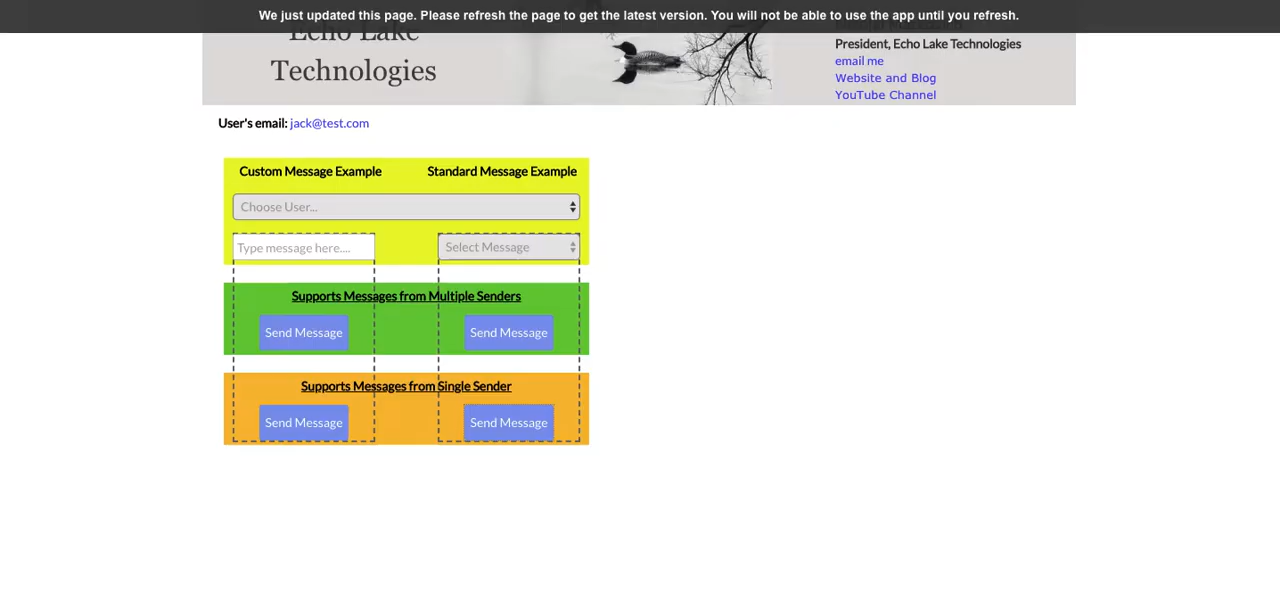 We just updated this page. Please refresh the page to get the latest version. You will not be able to use the app until you refresh.
Echo Lake
Technologies
President, Echo Lake Technologies
email me
Website and Blog
YouTube Channel
User's email: jack@test.com
Custom Message Example
Standard Message Example
Choose User...
Type message here....
Select Message
Supports Messages from Multiple Senders
Send Message
Send Message
Supports Messages from Single Sender
Send Message
Send Message